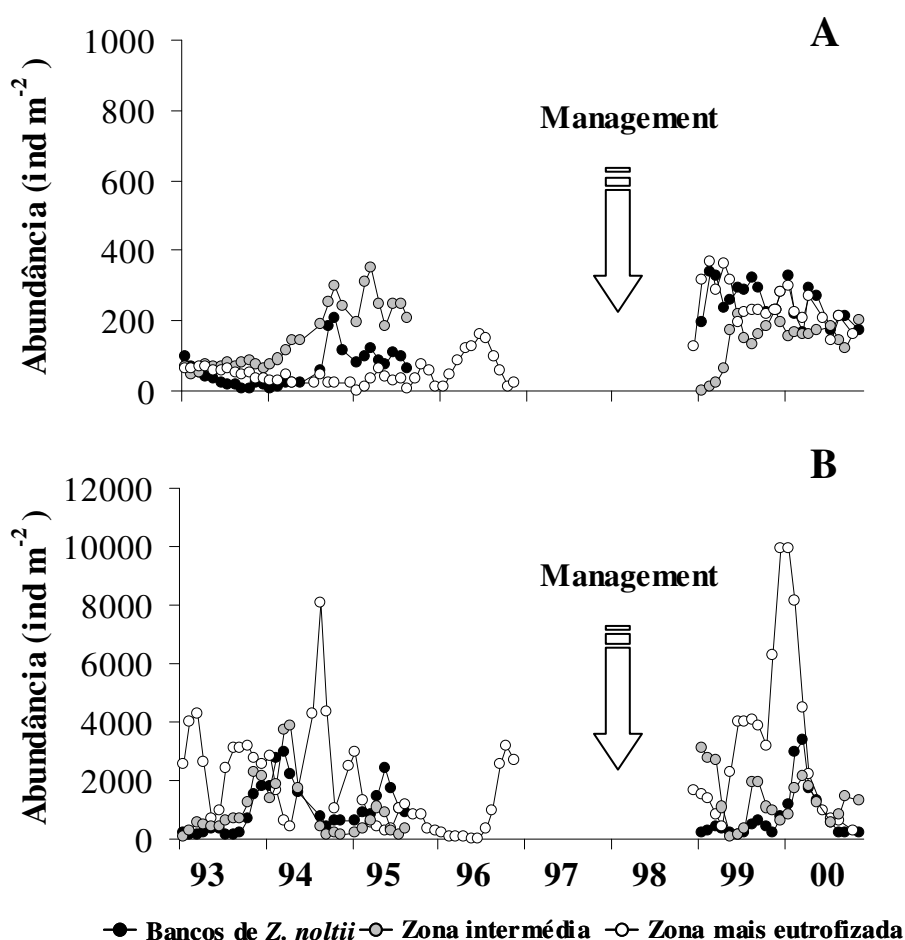 A
Abundância (ind m⁻²)
1000
800
600
400
200
0
Management
B
Abundância (ind m⁻²)
12000
10000
8000
6000
4000
2000
0
Management
93 94 95 96 97 98 99 00
Bancos de Z. noltii Zona intermédia Zona mais eutrofizada